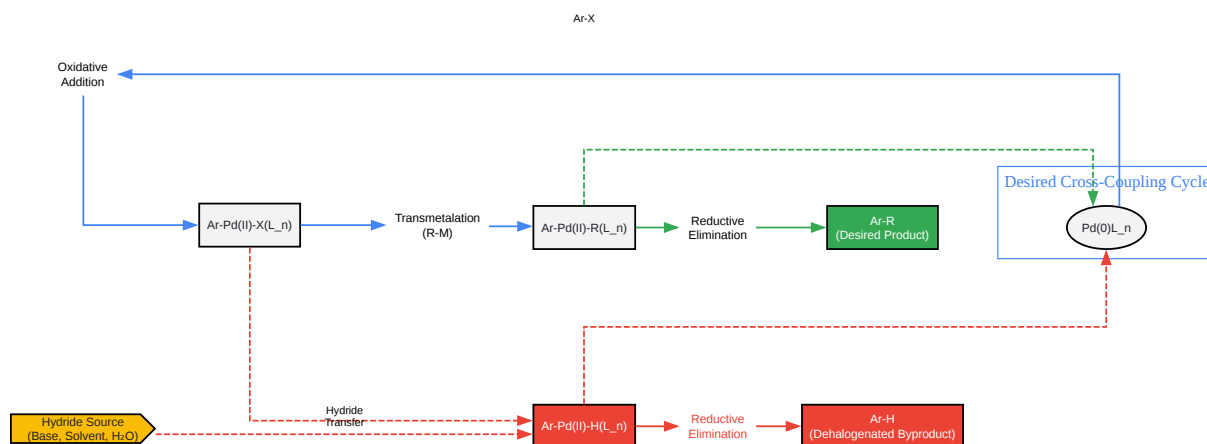 Ar-X
Oxidative
Addition
Desired Cross-Coupling Cycle
Ar-Pd(II)-X(L_n)
Transmetalation
(R-M)
Ar-Pd(II)-R(L_n)
Reductive
Elimination
Ar-R
(Desired Product)
Pd(0)L_n
Hydride Source
(Base, Solvent, H₂O)
Hydride
Transfer
Ar-Pd(II)-H(L_n)
Reductive
Elimination
Ar-H
(Dehalogenated Byproduct)